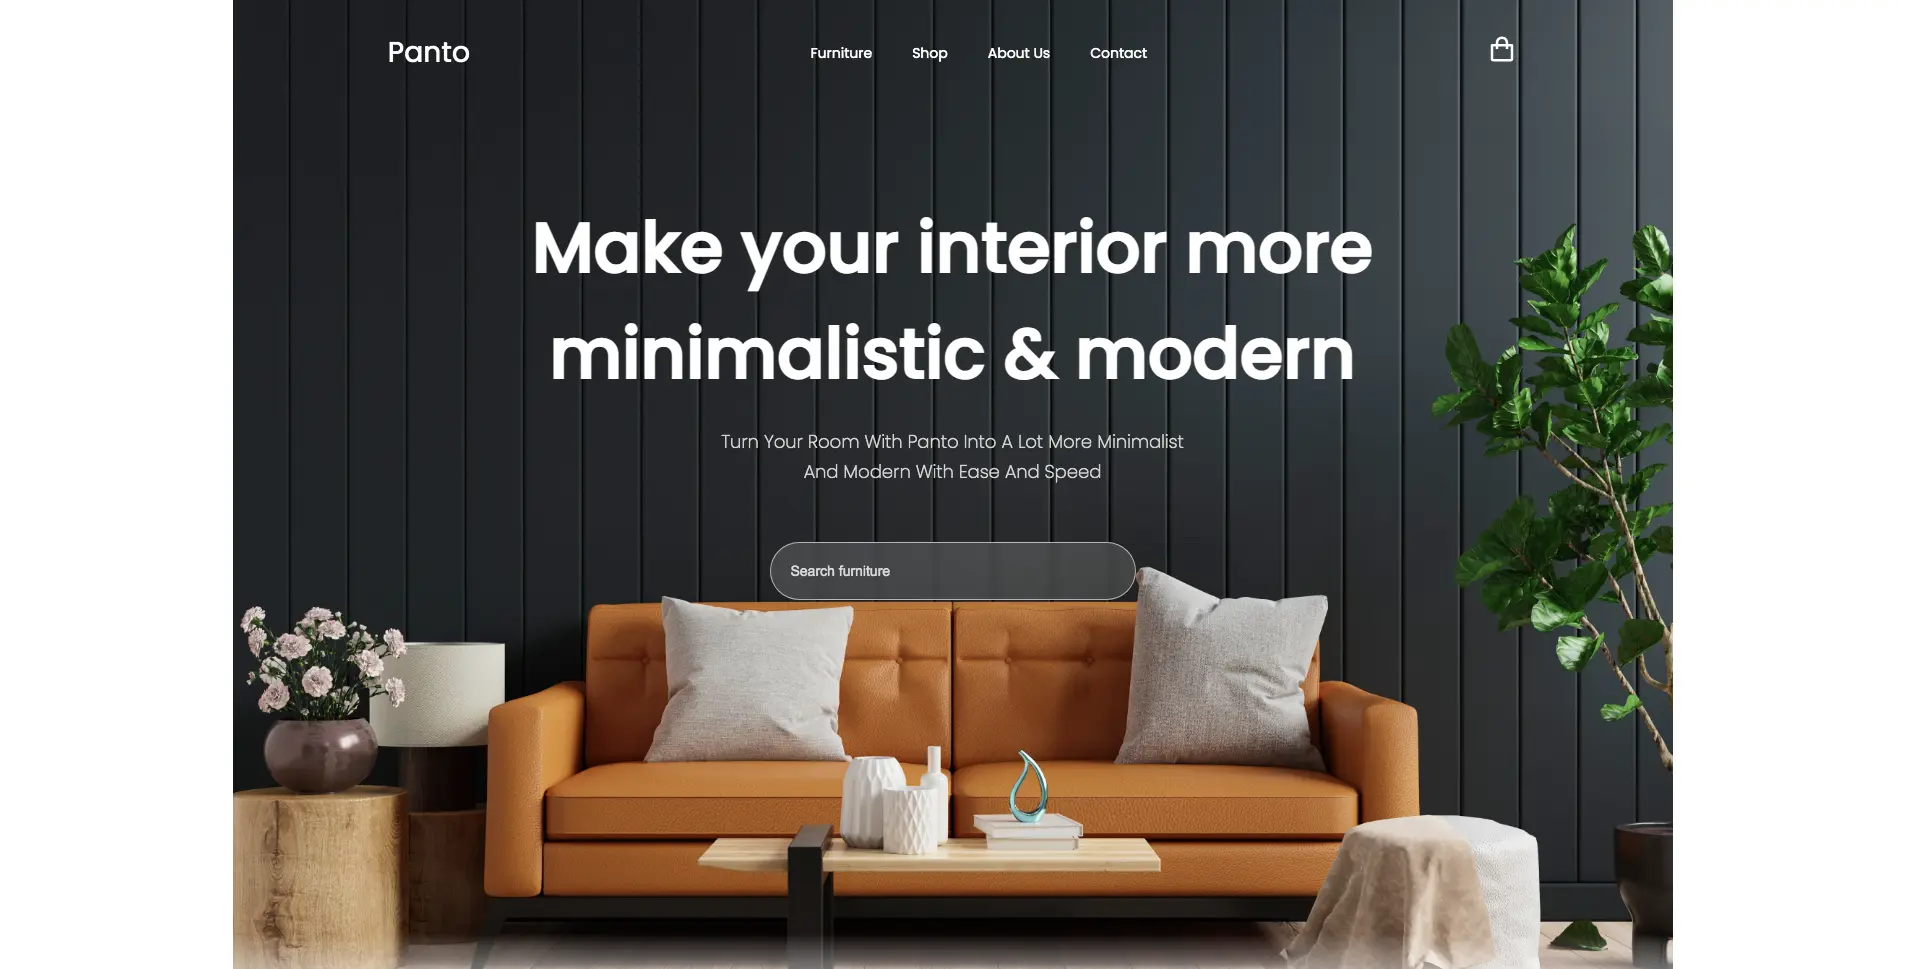 Panto
Furniture
Shop
About Us
Contact
Make your interior more
minimalistic & modern
Turn Your Room With Panto Into A Lot More Minimalist
And Modern With Ease And Speed
Search furniture